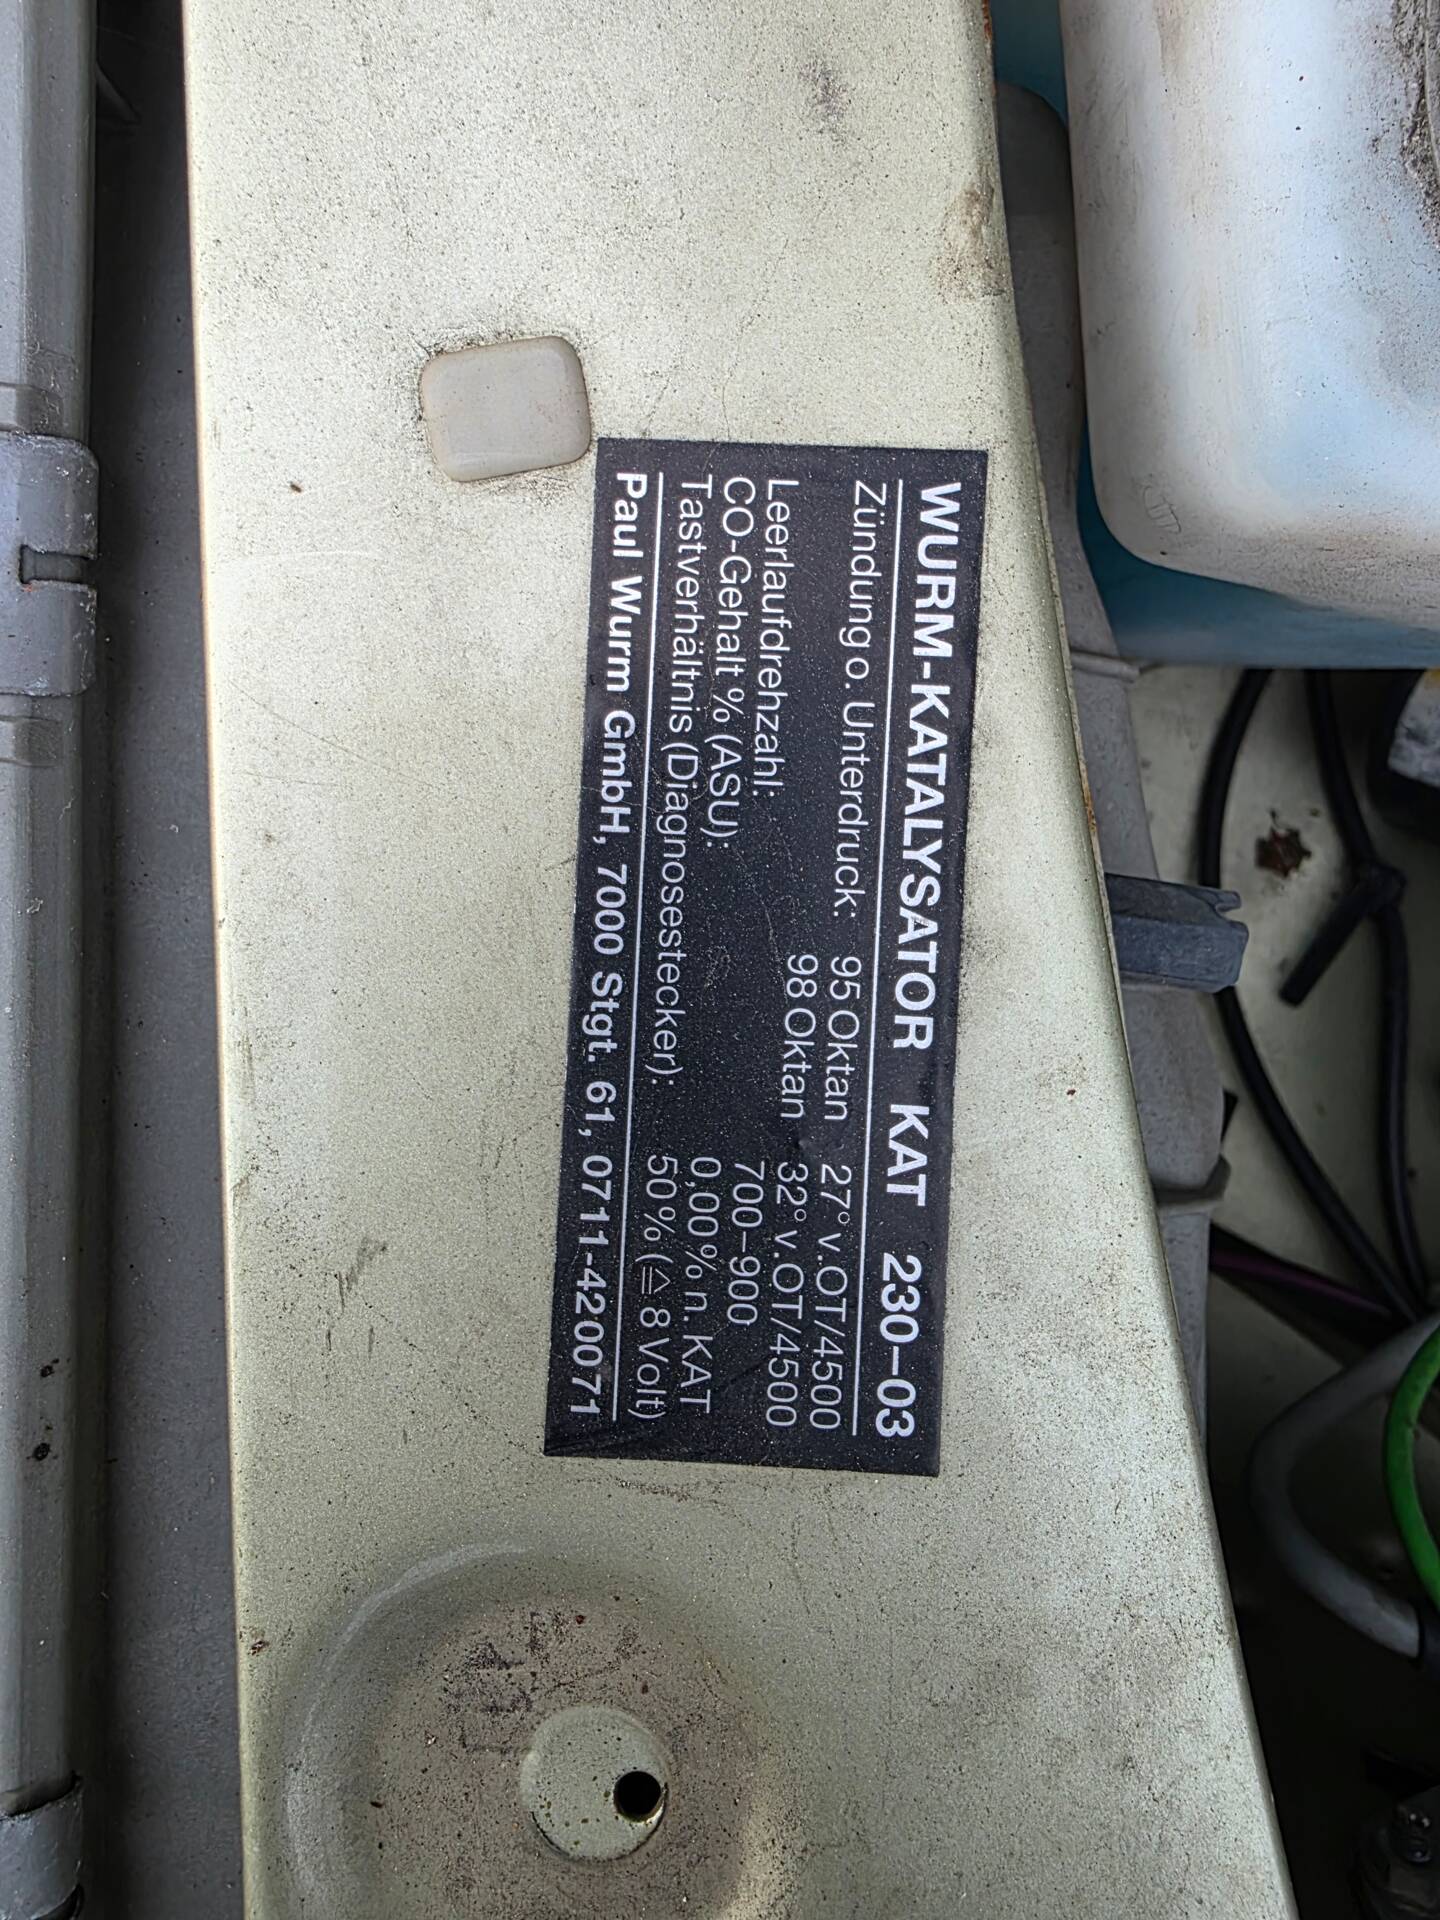 WURM-KATALYSATOR KAT 230-03
Zündung o. Unterdruck: 95 Oktan 27° v.OT/4500
98 Oktan 32° v.OT/4500
Leerlaufdrehzahl: 700-900
CO-Gehalt % (ASU): 0,00% n. KAT
Tastverhältnis (Diagnosestecker): 50% (≙ 8 Volt)
Paul Wurm GmbH, 7000 Stgt. 61, 0711-420071